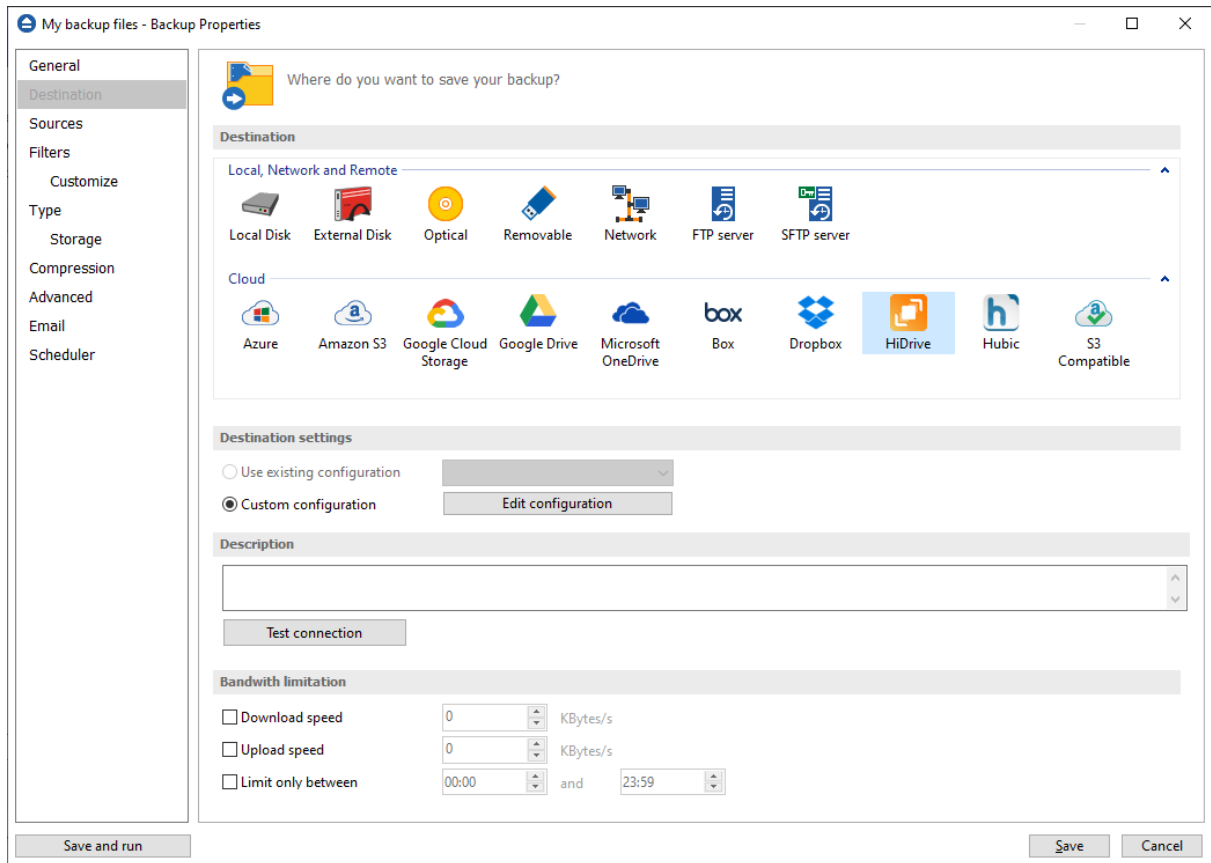 My backup files - Backup Properties
General
Destination
Sources
Filters
Customize
Type
Storage
Compression
Advanced
Email
Scheduler
Where do you want to save your backup?
Destination
Local, Network and Remote
Local Disk External Disk Optical Removable Network FTP server SFTP server
Cloud
a a
box h
Azure Amazon S3 Google Cloud Google Drive Microsoft Box Dropbox HiDrive Hubic S3
Storage OneDrive Compatible
Destination settings
Use existing configuration
Custom configuration Edit configuration
Description
Test connection
Bandwith limitation
Download speed 0 KBytes/s
Upload speed 0 KBytes/s
Limit only between 00:00 and 23:59
Save and run Save Cancel